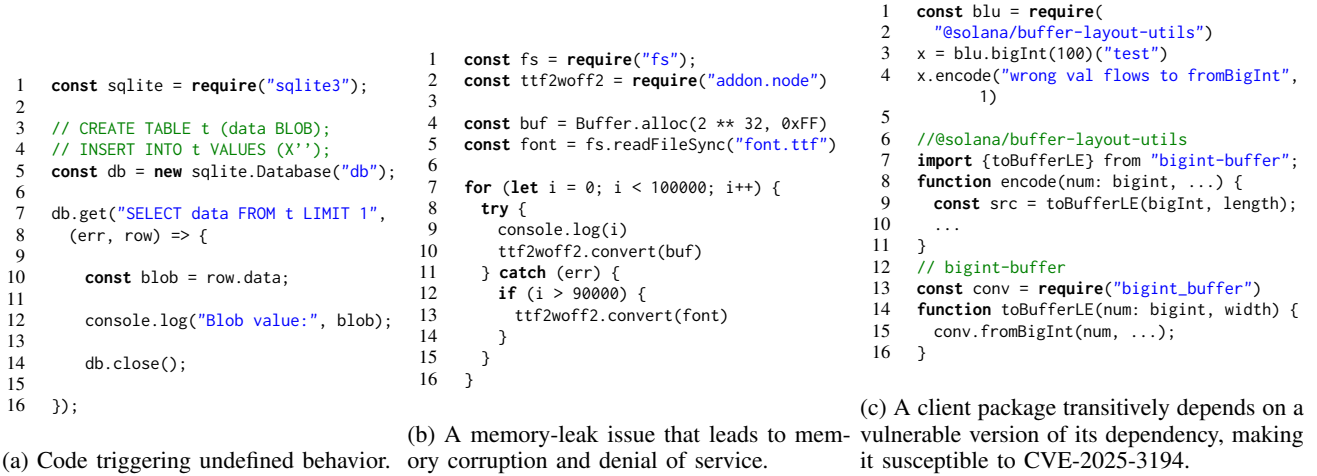 1 const sqlite = require("sqlite3");
2
3 // CREATE TABLE t (data BLOB);
4 // INSERT INTO t VALUES (X'');
5 const db = new sqlite.Database("db");
6
7 db.get("SELECT data FROM t LIMIT 1",
8 (err, row) => {
9
10 const blob = row.data;
11
12 console.log("Blob value:", blob);
13
14 db.close();
15
16 });
(a) Code triggering undefined behavior.
1 const fs = require("fs");
2 const ttf2woff2 = require("addon.node")
3
4 const buf = Buffer.alloc(2 ** 32, 0xFF)
5 const font = fs.readFileSync("font.ttf")
6
7 for (let i = 0; i < 100000; i++) {
8 try {
9 console.log(i)
10 ttf2woff2.convert(buf)
11 } catch (err) {
12 if (i > 90000) {
13 ttf2woff2.convert(font)
14 }
15 }
16 }
(b) A memory-leak issue that leads to mem-
ory corruption and denial of service.
1 const blu = require(
2 "@solana/buffer-layout-utils")
3 x = blu.bigInt(100)("test")
4 x.encode("wrong val flows to fromBigInt",
1)
5
6 //@solana/buffer-layout-utils
7 import {toBufferLE} from "bigint-buffer";
8 function encode(num: bigint, ...) {
9 const src = toBufferLE(bigInt, length);
10 ...
11 }
12 // bigint-buffer
13 const conv = require("bigint_buffer")
14 function toBufferLE(num: bigint, width) {
15 conv.fromBigInt(num, ...);
16 }
(c) A client package transitively depends on a
vulnerable version of its dependency, making
it susceptible to CVE-2025-3194.